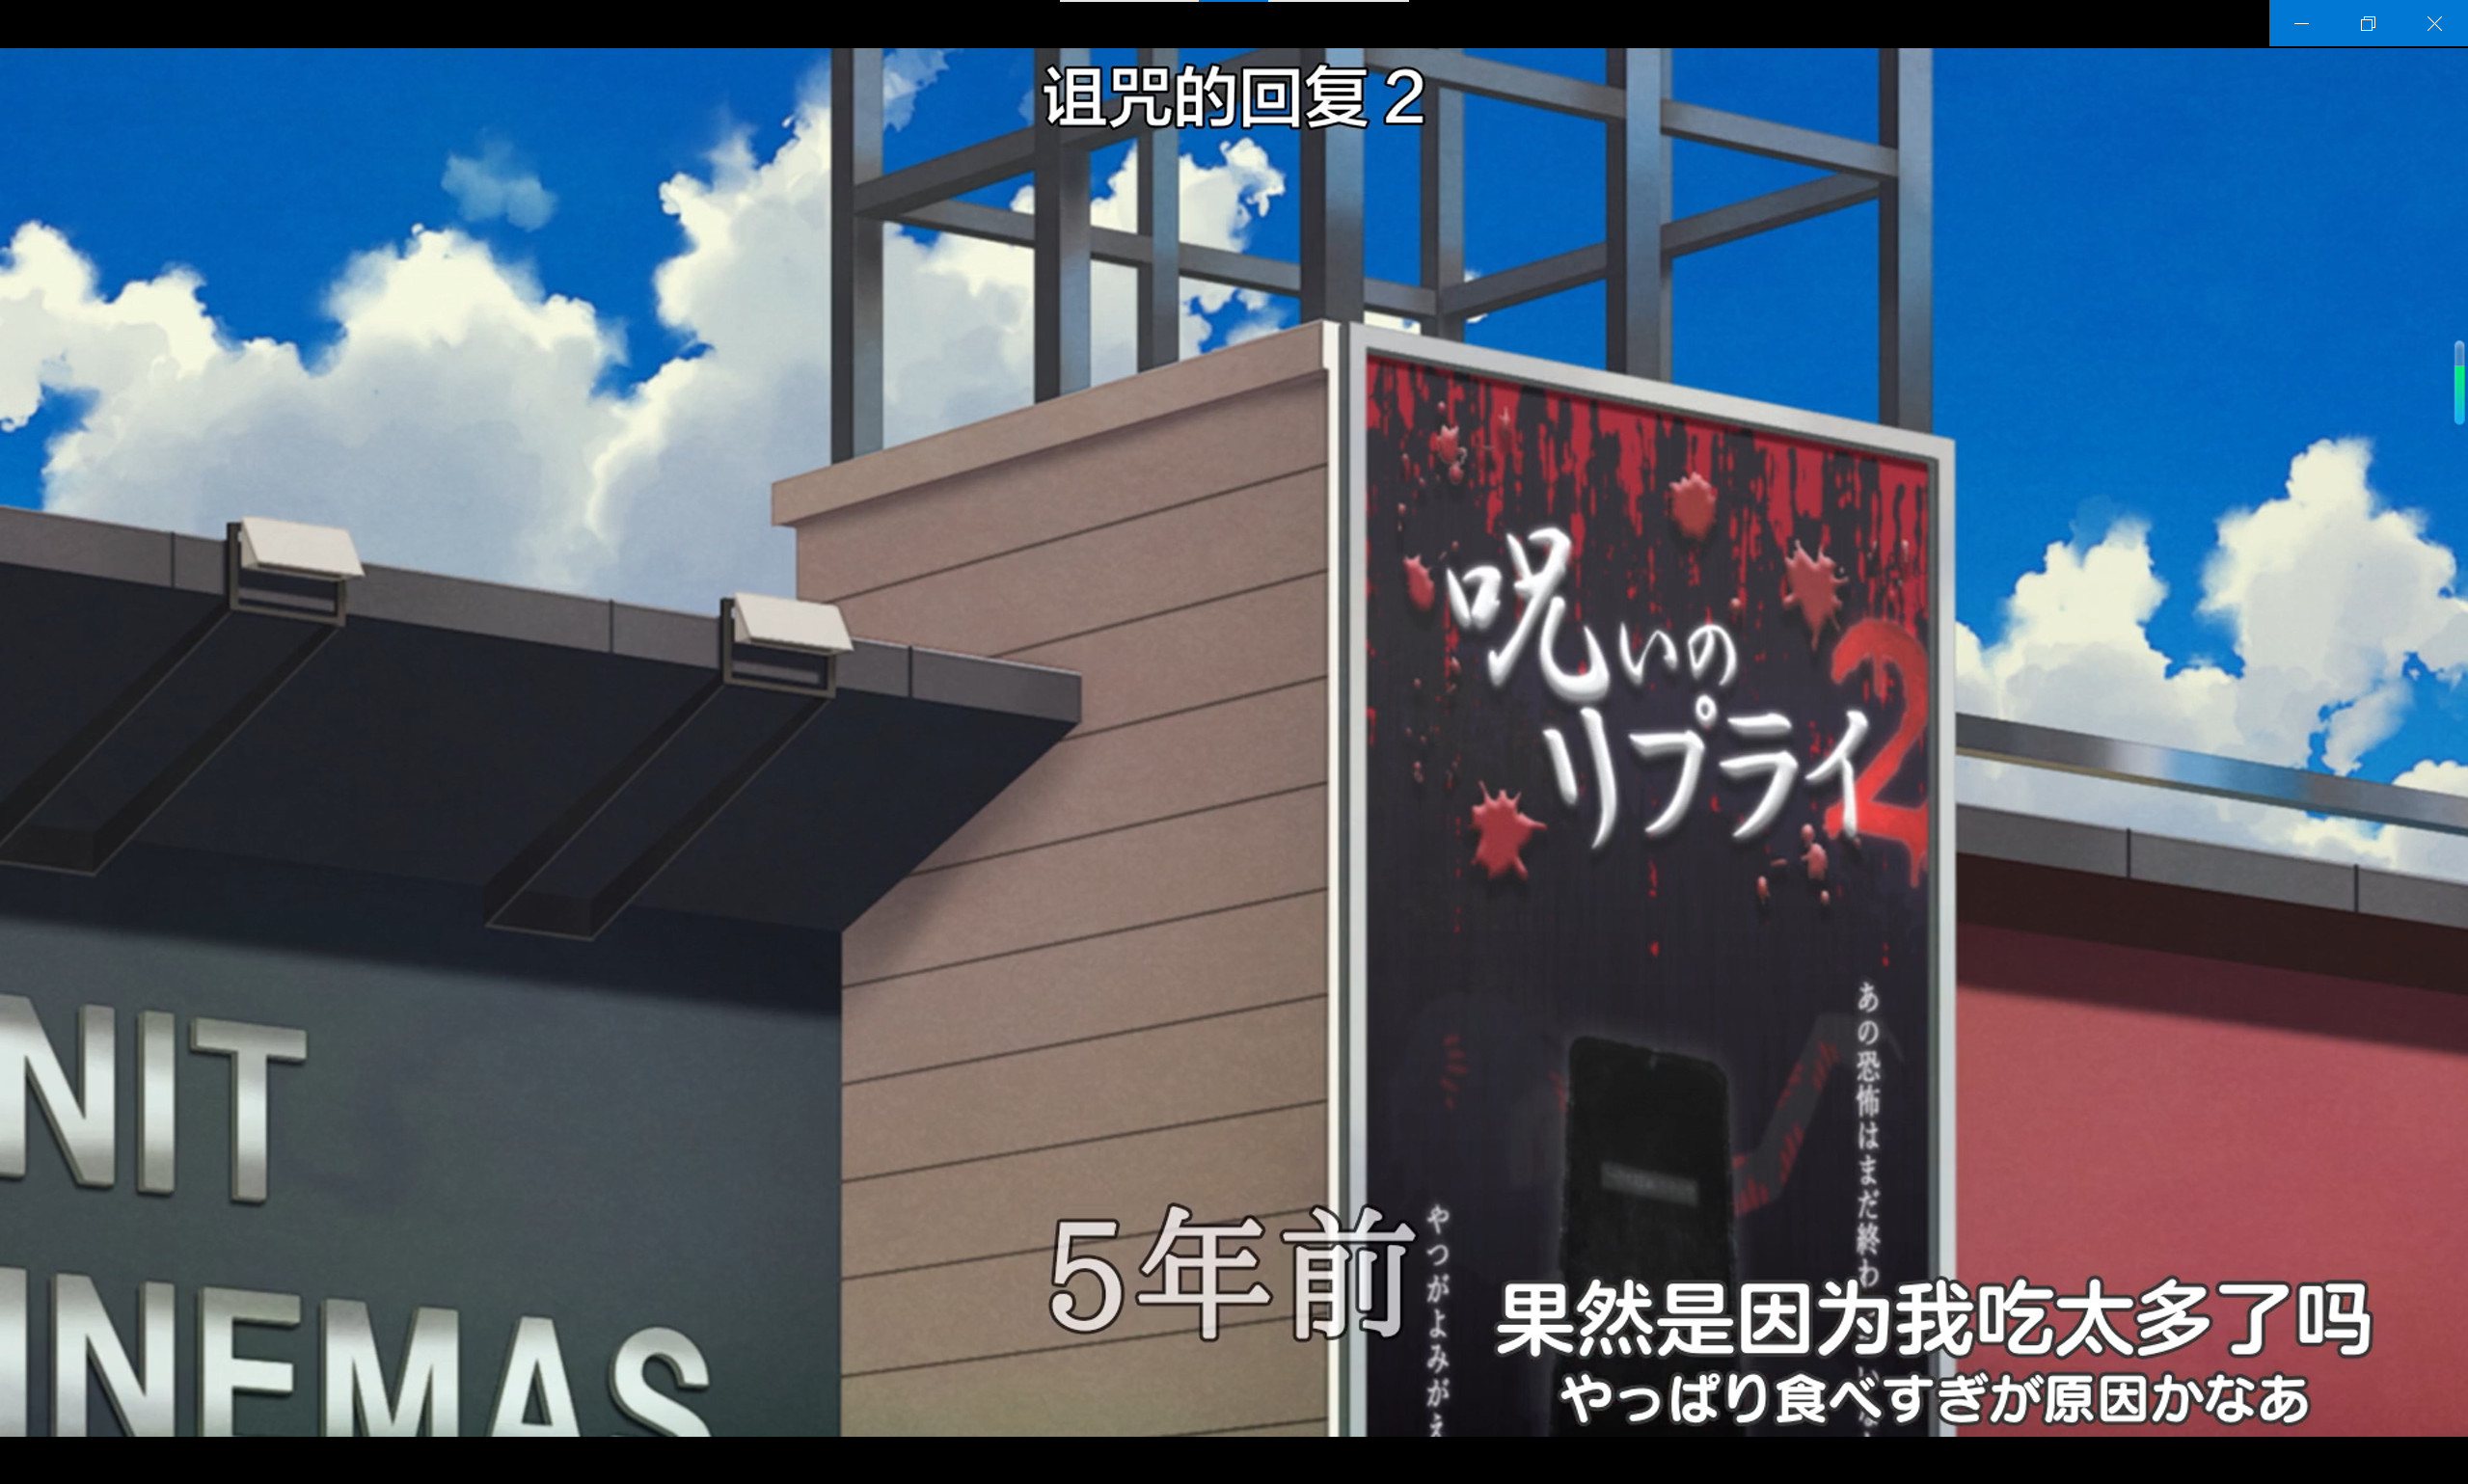 诅咒的回复２
呪いの
リプライ2
あの恐怖はまだ終わ
やつがよみがえ
NIT
INEMAS
5年前
果然是因为我吃太多了吗
やっぱり食べすぎが原因かなあ